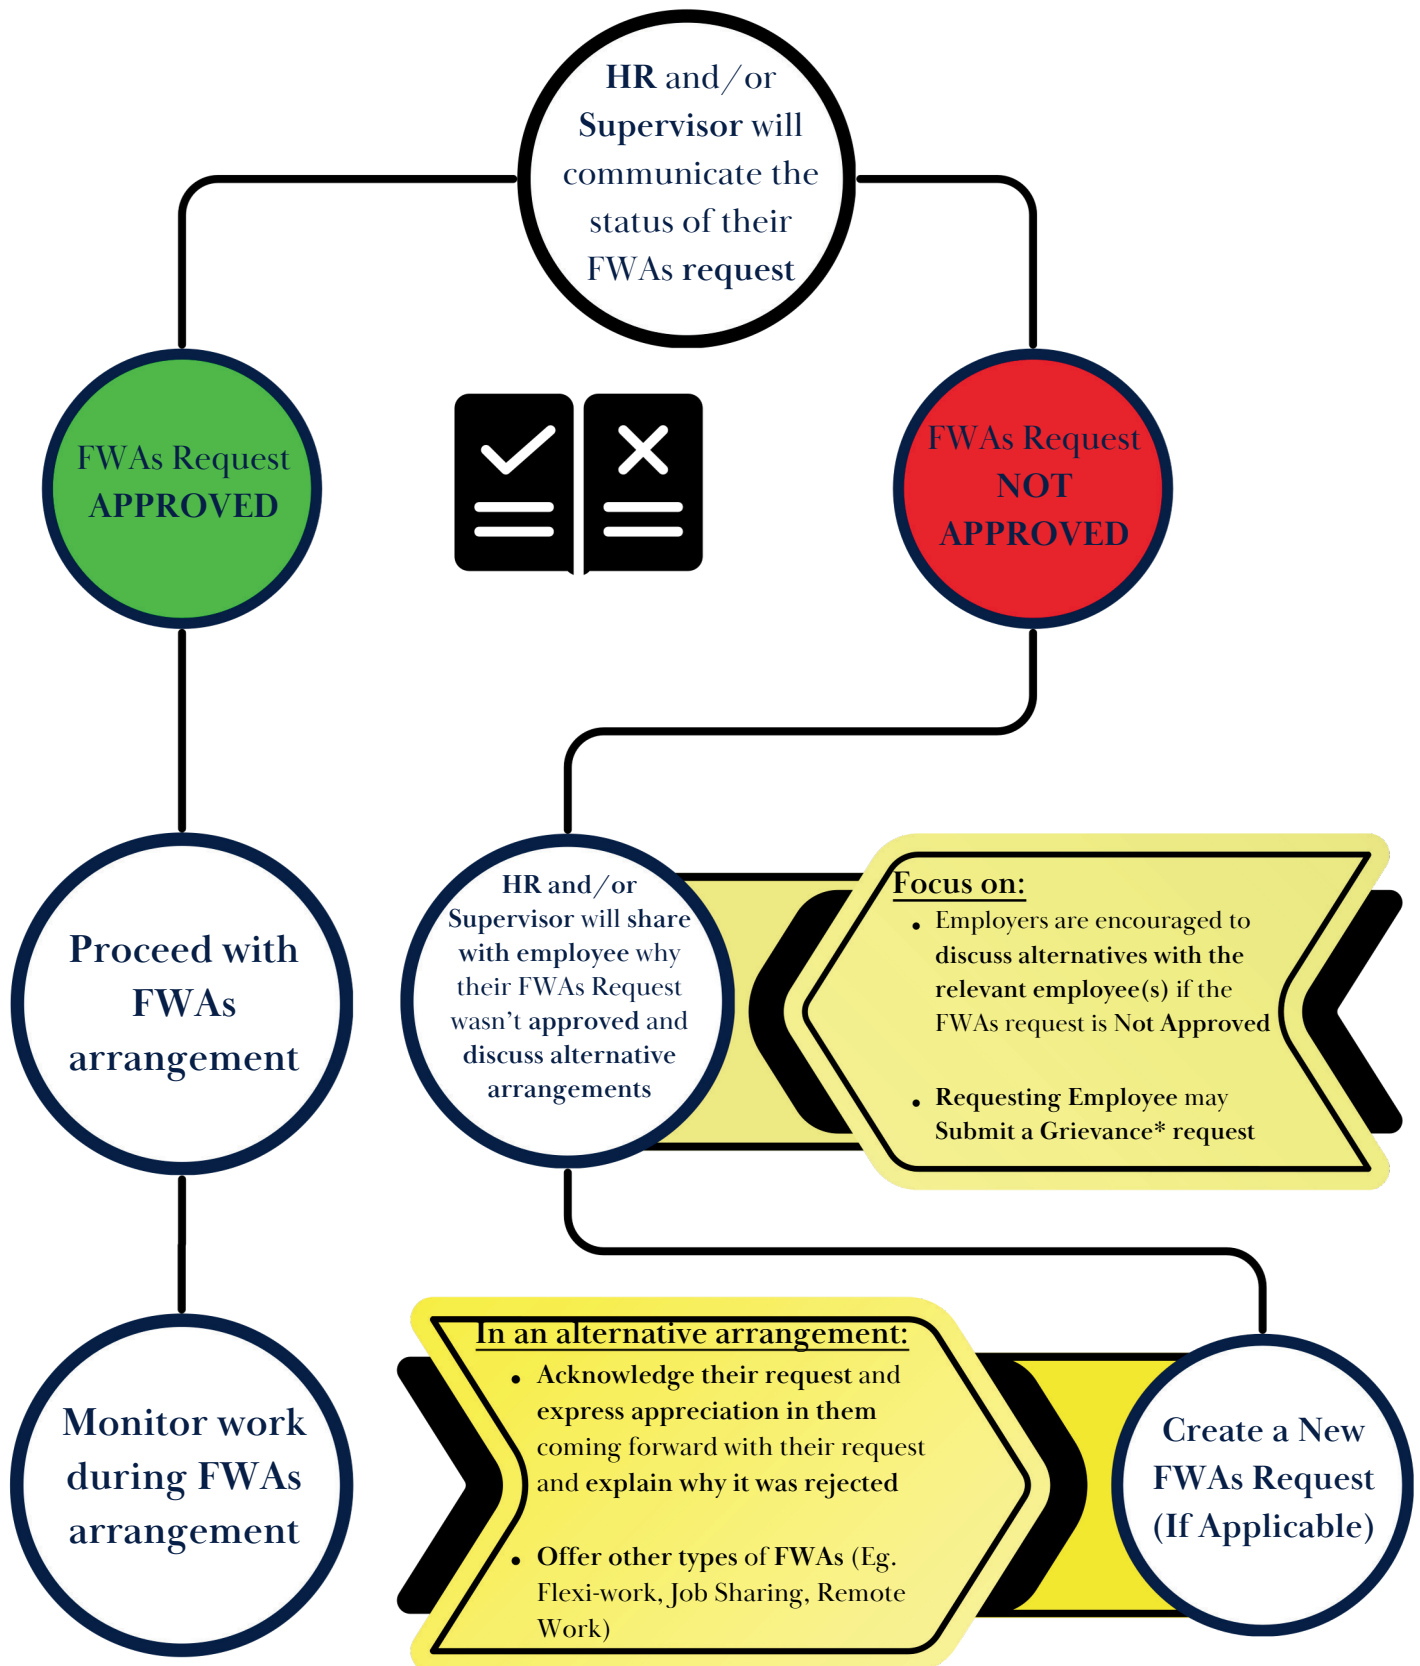 HR and/or
Supervisor will
communicate the
status of their
FWAs request
FWAs Request
APPROVED
FWAs Request
NOT
APPROVED
Proceed with
FWAs
arrangement
HR and/or
Supervisor will share
with employee why
their FWAs Request
wasn't approved and
discuss alternative
arrangements
Focus on:
• Employers are encouraged to
discuss alternatives with the
relevant employee(s) if the
FWAs request is Not Approved
• Requesting Employee may
Submit a Grievance* request
Monitor work
during FWAs
arrangement
In an alternative arrangement:
• Acknowledge their request and
express appreciation in them
coming forward with their request
and explain why it was rejected
• Offer other types of FWAs (Eg.
Flexi-work, Job Sharing, Remote
Work)
Create a New
FWAs Request
(If Applicable)